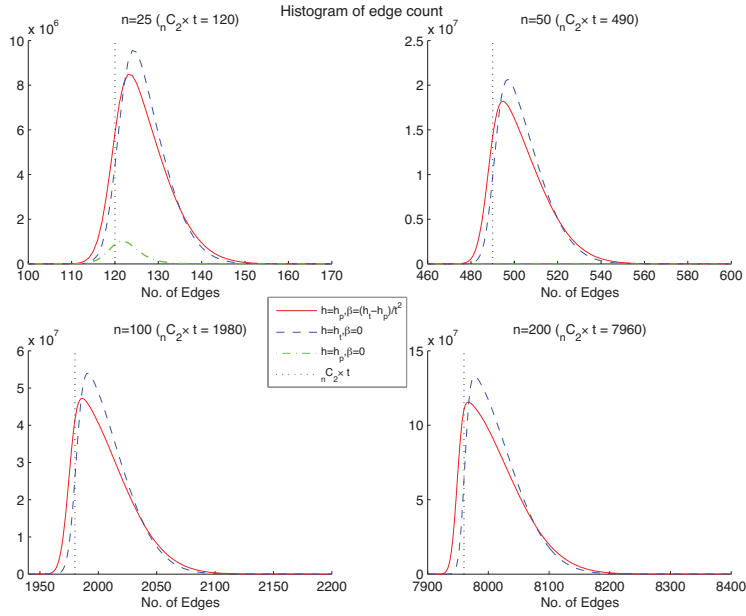 Histogram of edge count
n=25 ( nC2× t = 120)
x 10^6
10
8
6
4
2
0
100 110 120 130 140 150 160 170
No. of Edges
n=50 ( nC2× t = 490)
x 10^7
2.5
2
1.5
1
0.5
0
460 480 500 520 540 560 580 600
No. of Edges
h=hp,β=(ht−hp)/t^2
h=ht,β=0
h=hp,β=0
nC2× t
n=100 ( nC2× t = 1980)
x 10^7
6
5
4
3
2
1
0
1950 2000 2050 2100 2150 2200
No. of Edges
n=200 ( nC2× t = 7960)
x 10^7
15
10
5
0
7900 8000 8100 8200 8300 8400
No. of Edges